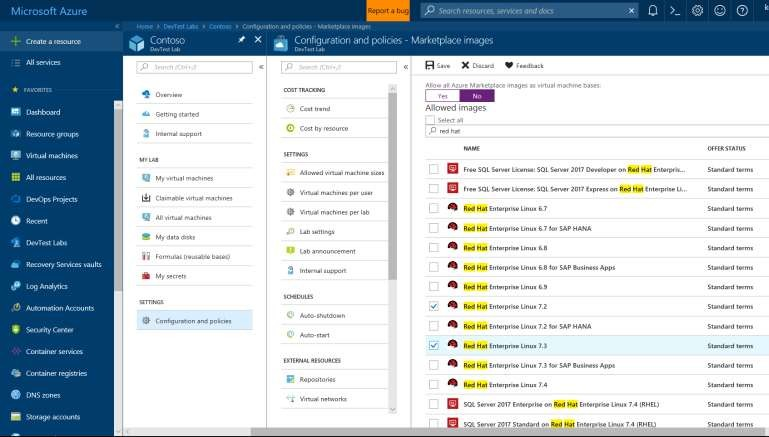 Microsoft Azure
Report a bug
Search resources, services and docs
Create a resource
All services
FAVORITES
Dashboard
Resource groups
Virtual machines
All resources
DevOps Projects
Recent
DevTest Labs
Recovery Services vaults
Log Analytics
Automation Accounts
Security Center
Container services
Container registries
DNS zones
Storage accounts
Home > DevTest Labs > Contoso > Configuration and policies - Marketplace images
Contoso
DevTest Lab
Search (Ctrl+/)
Overview
Getting started
Internal support
MY LAB
My virtual machines
Claimable virtual machines
All virtual machines
My data disks
Formulas (reusable bases)
My secrets
SETTINGS
Configuration and policies
Configuration and policies - Marketplace images
DevTest Lab
Search (Ctrl+/)
COST TRACKING
Cost trend
Cost by resource
SETTINGS
Allowed virtual machine sizes
Virtual machines per user
Virtual machines per lab
Lab settings
Lab announcement
Internal support
SCHEDULES
Auto-shutdown
Auto-start
EXTERNAL RESOURCES
Repositories
Virtual networks
Save Discard Feedback
Allow all Azure Marketplace images as virtual machine bases:
Yes No
Allowed images
Select all
red hat
NAME OFFER STATUS
Free SQL Server License: SQL Server 2017 Developer on Red Hat Enterpris... Standard terms
Free SQL Server License: SQL Server 2017 Express on Red Hat Enterprise Li... Standard terms
Red Hat Enterprise Linux 6.7 Standard terms
Red Hat Enterprise Linux 6.7 for SAP HANA Standard terms
Red Hat Enterprise Linux 6.8 Standard terms
Red Hat Enterprise Linux 6.8 for SAP Business Apps Standard terms
Red Hat Enterprise Linux 6.9 Standard terms
Red Hat Enterprise Linux 7.2 Standard terms
Red Hat Enterprise Linux 7.2 for SAP HANA Standard terms
Red Hat Enterprise Linux 7.3 Standard terms
Red Hat Enterprise Linux 7.3 for SAP Business Apps Standard terms
Red Hat Enterprise Linux 7.4 Standard terms
SQL Server 2017 Enterprise on Red Hat Enterprise Linux 7.4 (RHEL) Standard terms
SQL Server 2017 Standard on Red Hat Enterprise Linux 7.4 (RHEL) Standard terms